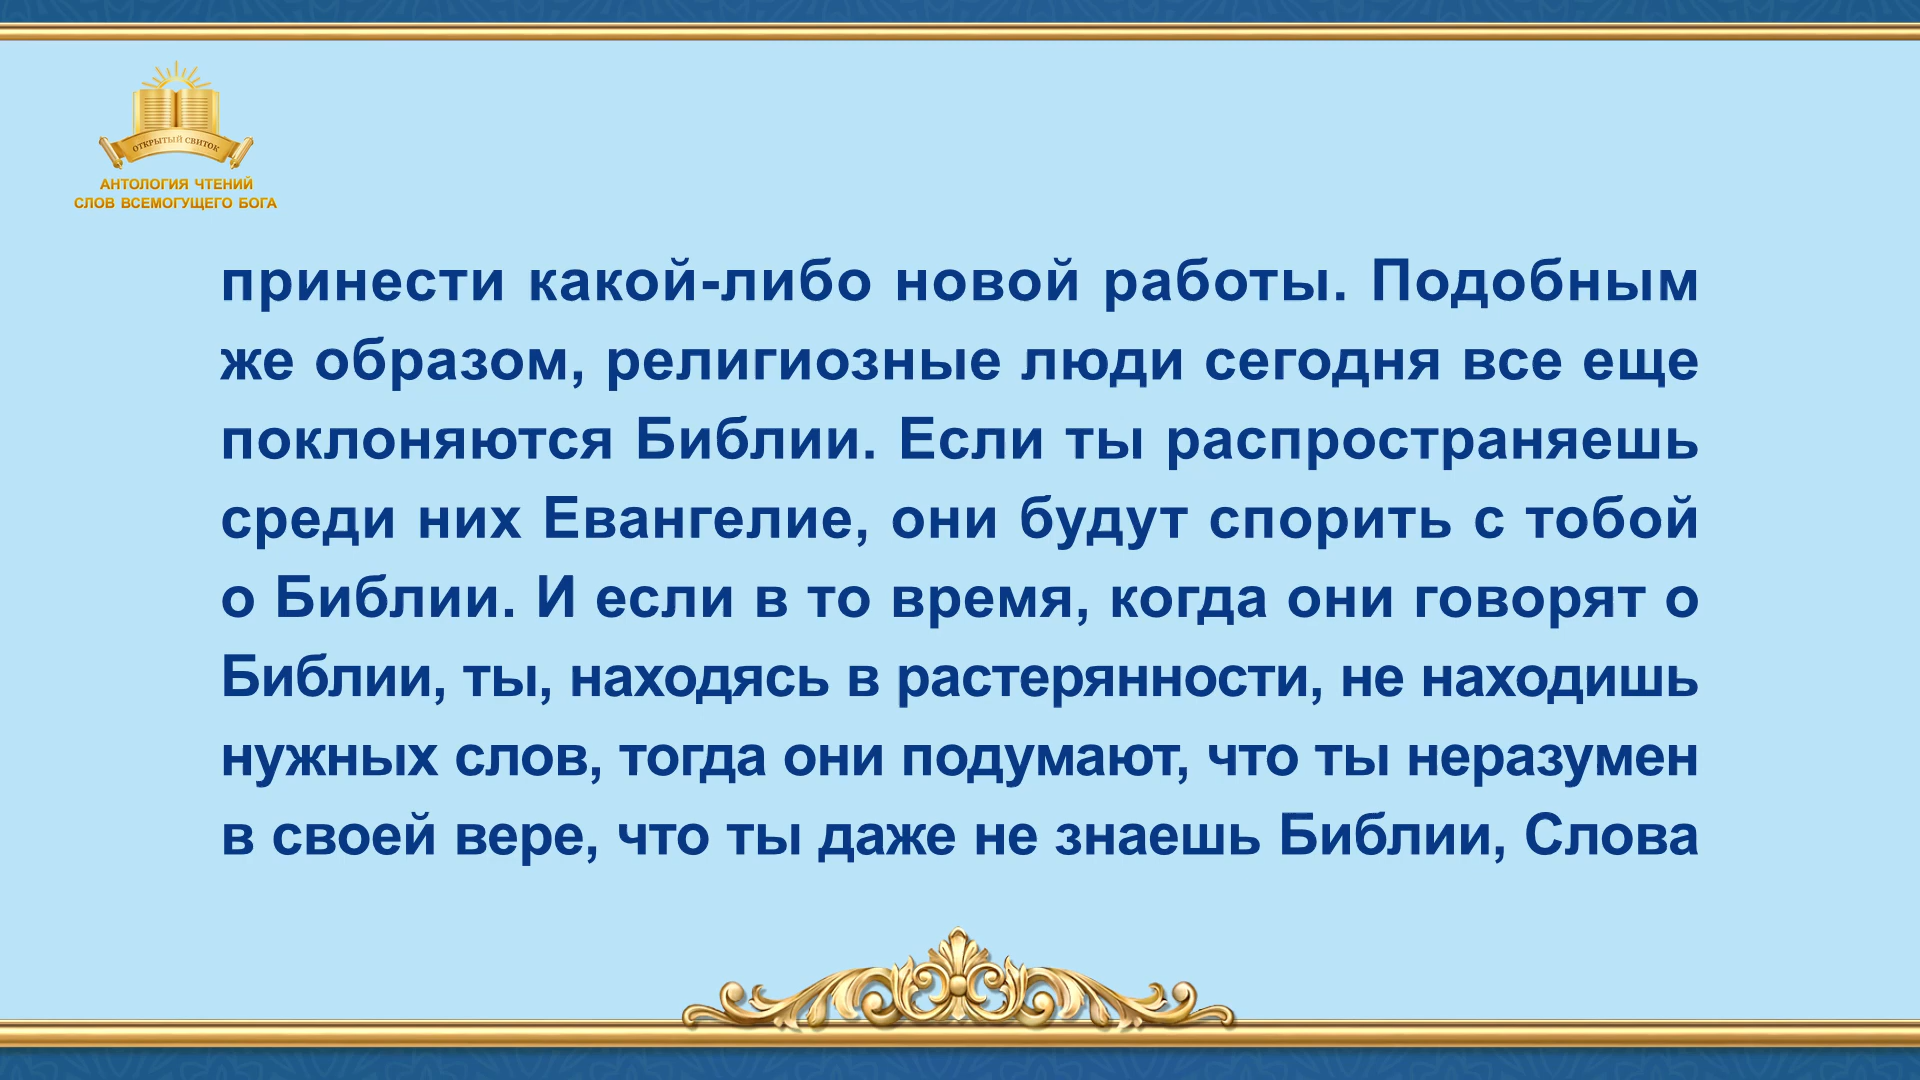 ОТКРЫТЫЙ СВИТОК
АНТОЛОГИЯ ЧТЕНИЙ
СЛОВ ВСЕМОГУЩЕГО БОГА
принести какой-либо новой работы. Подобным
же образом, религиозные люди сегодня все еще
поклоняются Библии. Если ты распространяешь
среди них Евангелие, они будут спорить с тобой
о Библии. И если в то время, когда они говорят о
Библии, ты, находясь в растерянности, не находишь
нужных слов, тогда они подумают, что ты неразумен
в своей вере, что ты даже не знаешь Библии, Слова